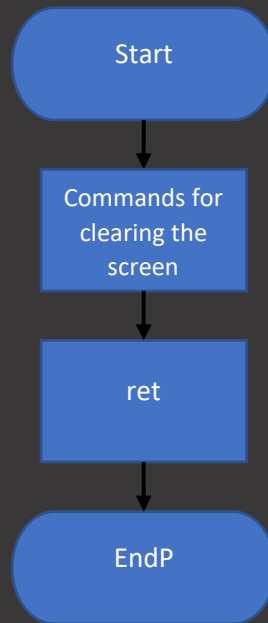 Start
Commands for
clearing the
screen
ret
EndP